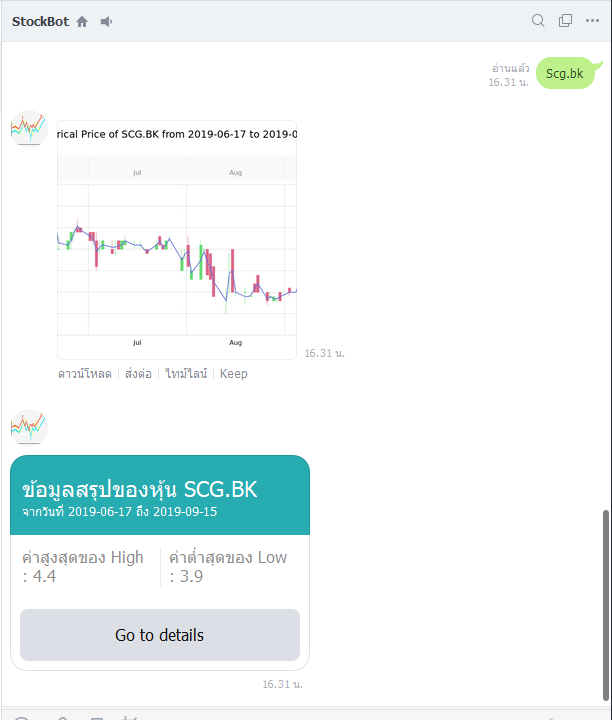 StockBot
อ่านแล้ว
16.31 น.
Scg.bk
rical Price of SCG.BK from 2019-06-17 to 2019-0
Jul
Aug
Jul
Aug
16.31 น.
ดาวน์โหลด
ส่งต่อ
ไทม์ไลน์
Keep
ข้อมูลสรุปของหุ้น SCG.BK
จากวันที่ 2019-06-17 ถึง 2019-09-15
ค่าสูงสุดของ High
: 4.4
ค่าต่ำสุดของ Low
: 3.9
Go to details
16.31 น.